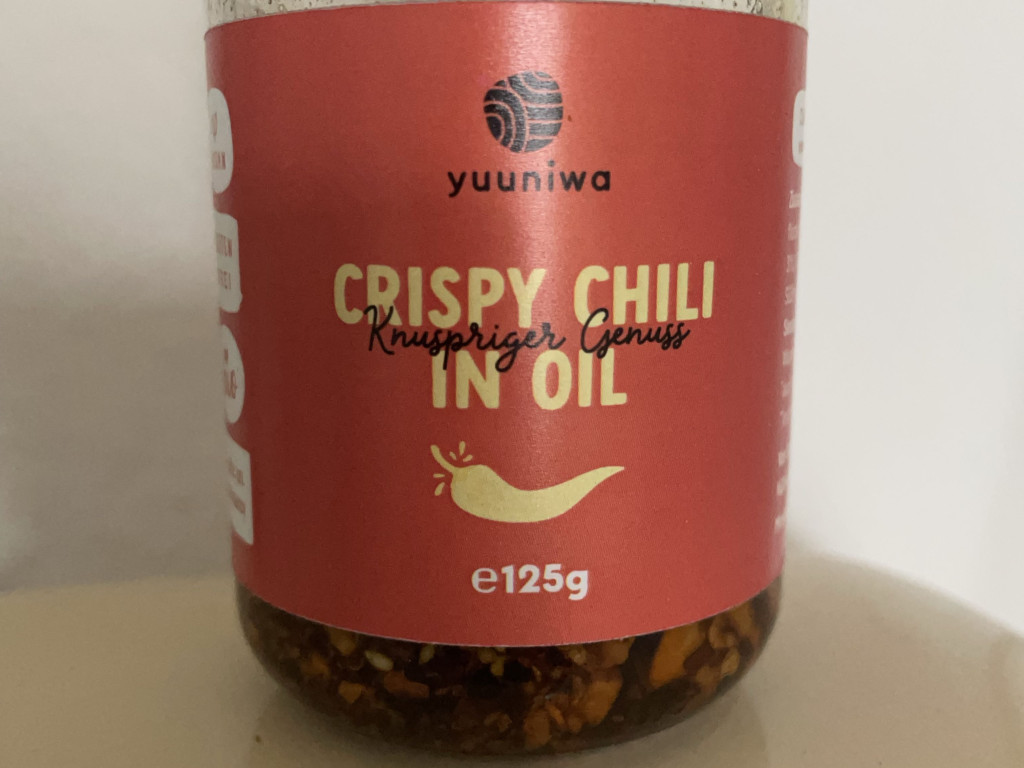 yuuniwa
CRISPY CHILI
Knuspriger Genuss
IN OIL
e125g